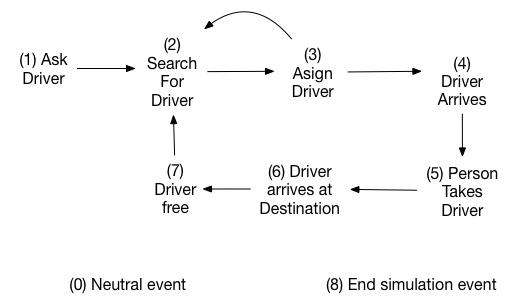 (1) Ask
Driver
(2)
Search
For
Driver
(3)
Asign
Driver
(4)
Driver
Arrives
(5) Person
Takes
Driver
(6) Driver
arrives at
Destination
(7)
Driver
free
(0) Neutral event
(8) End simulation event